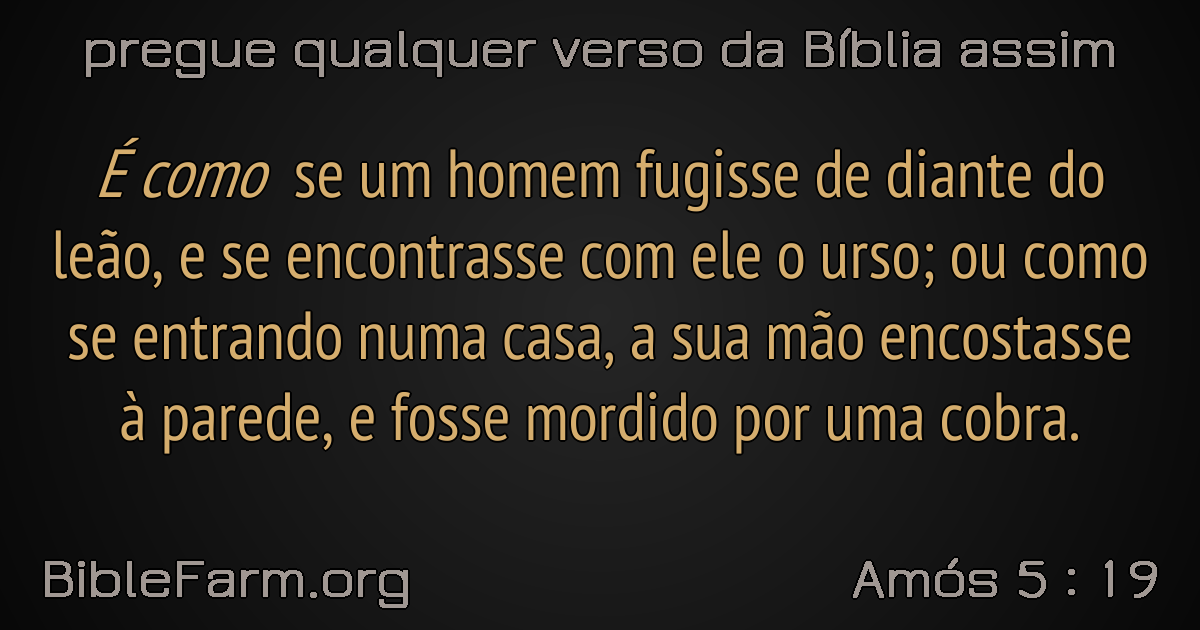 pregue qualquer verso da Bíblia assim
É como se um homem fugisse de diante do
leão, e se encontrasse com ele o urso; ou como
se entrando numa casa, a sua mão encostasse
à parede, e fosse mordido por uma cobra.
BibleFarm.org
Amós 5 : 19